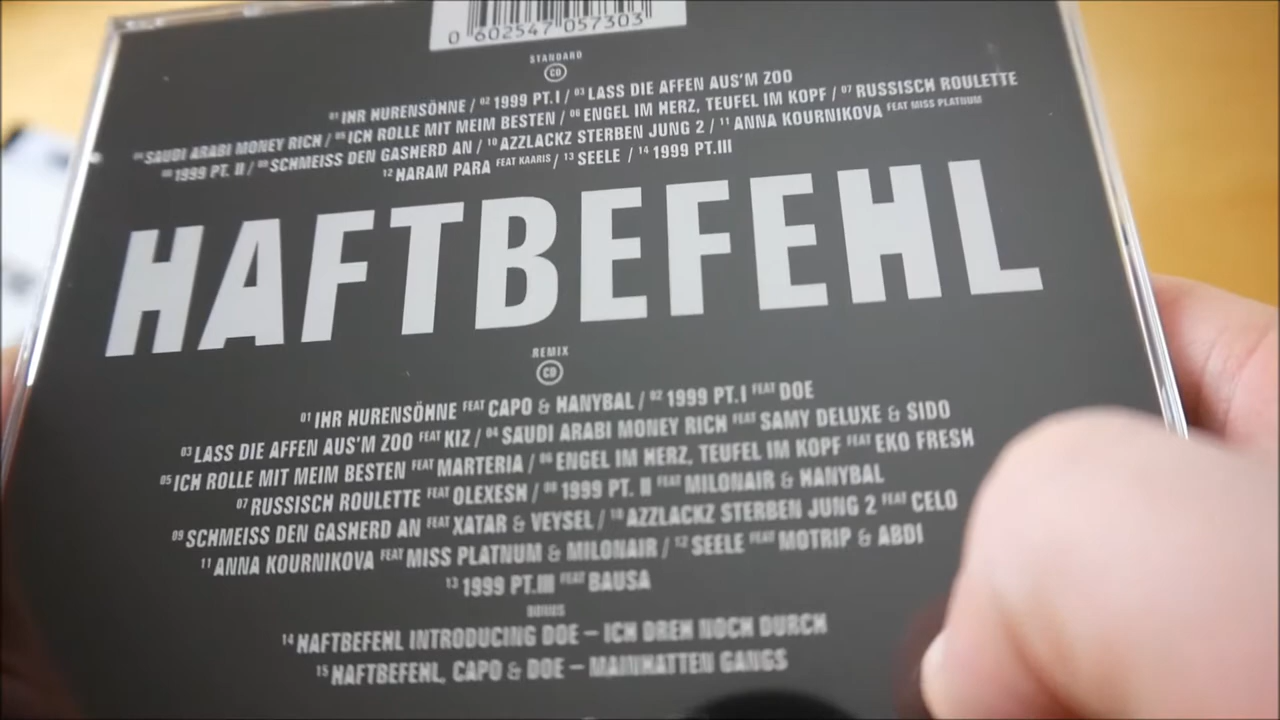 0 602547 057303
STANDARD
CD
01 IHR HURENSÖHNE / 02 1999 PT.I / 03 LASS DIE AFFEN AUS'M ZOO
04 SAUDI ARABI MONEY RICH / 05 ICH ROLLE MIT MEIM BESTEN / 06 ENGEL IM HERZ, TEUFEL IM KOPF / 07 RUSSISCH ROULETTE
08 1999 PT. II / 09 SCHMEISS DEN GASHERD AN / 10 AZZLACKZ STERBEN JUNG 2 / 11 ANNA KOURNIKOVA FEAT MISS PLATNUM
12 HARAM PARA FEAT KAARIS / 13 SEELE / 14 1999 PT.III
HAFTBEFEHL
REMIX
CD
01 IHR HURENSÖHNE FEAT CAPO & HANYBAL / 02 1999 PT.I FEAT DOE
03 LASS DIE AFFEN AUS'M ZOO FEAT KIZ / 04 SAUDI ARABI MONEY RICH FEAT SAMY DELUXE & SIDO
05 ICH ROLLE MIT MEIM BESTEN FEAT MARTERIA / 06 ENGEL IM HERZ, TEUFEL IM KOPF FEAT EKO FRESH
07 RUSSISCH ROULETTE FEAT OLEXESH / 08 1999 PT. II FEAT MILONAIR & HANYBAL
09 SCHMEISS DEN GASHERD AN FEAT XATAR & VEYSEL / 10 AZZLACKZ STERBEN JUNG 2 FEAT CELO
11 ANNA KOURNIKOVA FEAT MISS PLATNUM & MILONAIR / 12 SEELE FEAT MOTRIP & ABDI
13 1999 PT.III FEAT BAUSA
BONUS
14 HAFTBEFEHL INTRODUCING DOE – ICH DREH NOCH DURCH
15 HAFTBEFEHL, CAPO & DOE – MAINHATTEN GANGS